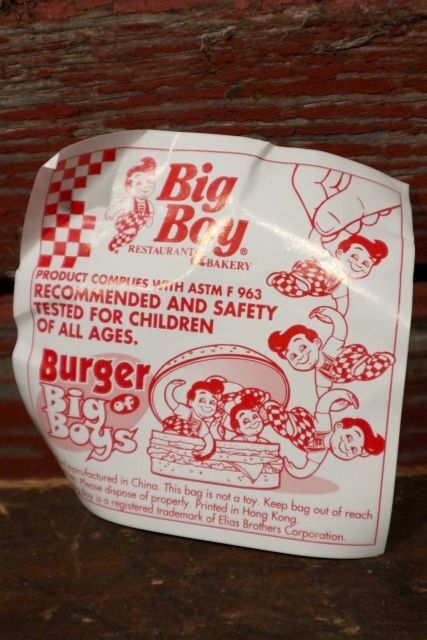 Big
Boy®
RESTAURANT & BAKERY
PRODUCT COMPLIES WITH ASTM F 963
RECOMMENDED AND SAFETY
TESTED FOR CHILDREN
OF ALL AGES.
Burger
of
Big
Boys
manufactured in China. This bag is not a toy. Keep bag out of reach
Please dispose of properly. Printed in Hong Kong.
Boy is a registered trademark of Elias Brothers Corporation.